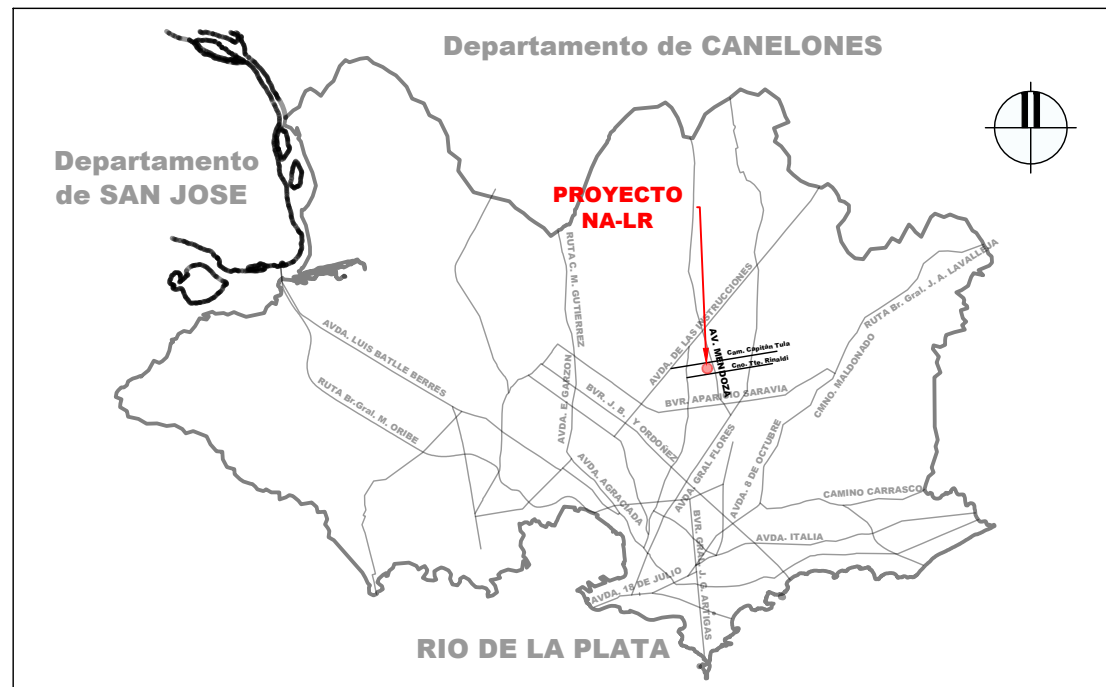 Departamento de CANELONES
Departamento
de SAN JOSE
PROYECTO
NA-LR
RUTA C. M. GUTIERREZ
AVDA. DE LAS INSTRUCCIONES
RUTA Br. Gral. J. A. LAVALLEJA
AV. MENDOZA
Cam. Capitán Tula
Cno. Tte. Rinaldi
AVDA. LUIS BATLLE BERRES
RUTA Br.Gral. M. ORIBE
AVDA. E. GARZON
BVR. J. B. Y ORDOÑEZ
BVR. APARICIO SARAVIA
CMNO. MALDONADO
AVDA. GRAL FLORES
AVDA. 8 DE OCTUBRE
AVDA. AGRACIADA
CAMINO CARRASCO
AVDA. ITALIA
AVDA. 18 DE JULIO
BVR. GRAL. J. G. ARTIGAS
RIO DE LA PLATA